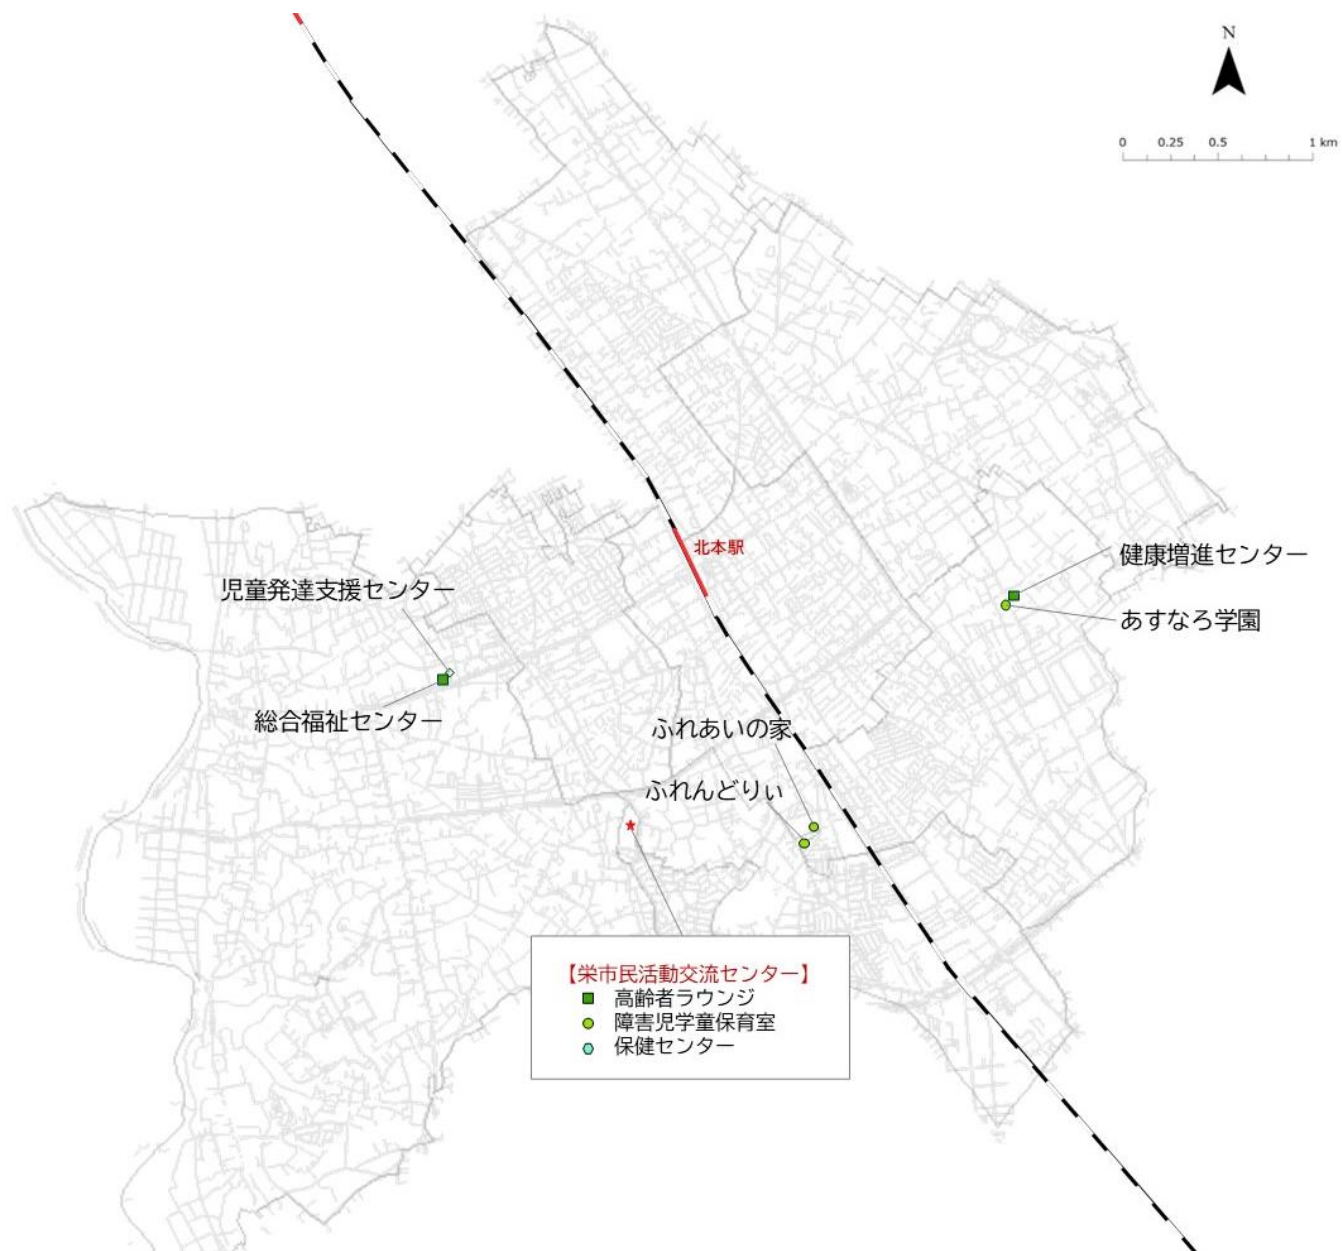 N
0 0.25 0.5 1 km
北本駅
健康増進センター
児童発達支援センター
あすなろ学園
総合福祉センター
ふれあいの家
ふれんどりぃ
【栄市民活動交流センター】
高齢者ラウンジ
障害児学童保育室
保健センター